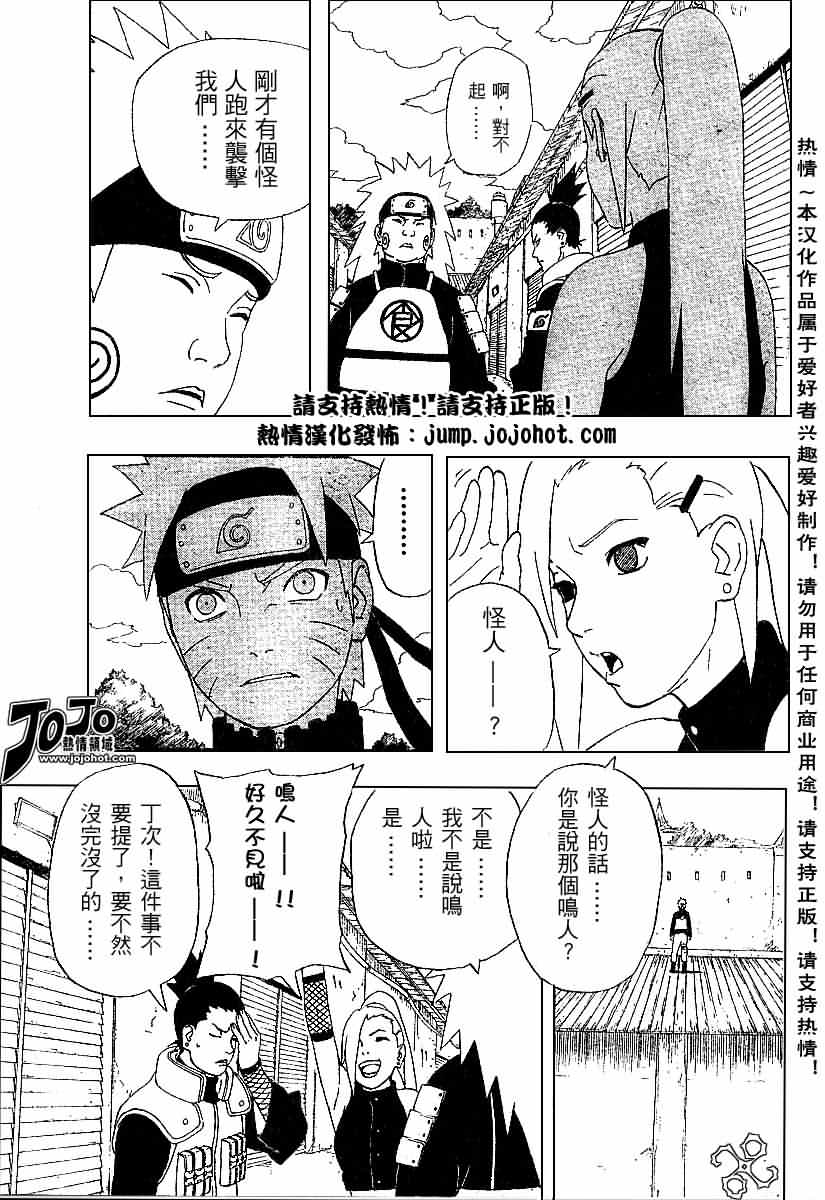 啊，對不
起……
剛才有個怪
人跑來襲擊
我們……
食
請支持熱情！請支持正版！
熱情漢化發佈：jump.jojohot.com
怪人——？
………
怪人的話……
你是說那個鳴人？
不是……
我不是說鳴
人啦……
是……
鳴人——!!
好久不見啦——！
丁次！這件事不
要提了，要不然
沒完沒了的……
JOJO
熱情領域
www.jojohot.com
热情～本汉化作品属于爱好者兴趣爱好制作！请勿用于任何商业用途！请支持正版！请支持热情！